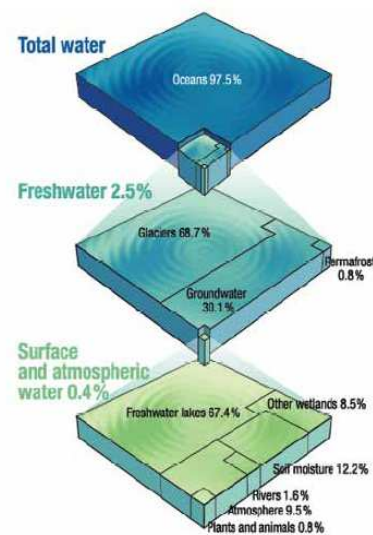 Total water
Oceans 97.5%
Freshwater 2.5%
Glaciers 68.7%
Permafrost
0.8%
Groundwater
30.1%
Surface
and atmospheric
water 0.4%
Freshwater lakes 67.4%
Other wetlands 8.5%
Soil moisture 12.2%
Rivers 1.6%
Atmosphere 9.5%
Plants and animals 0.8%